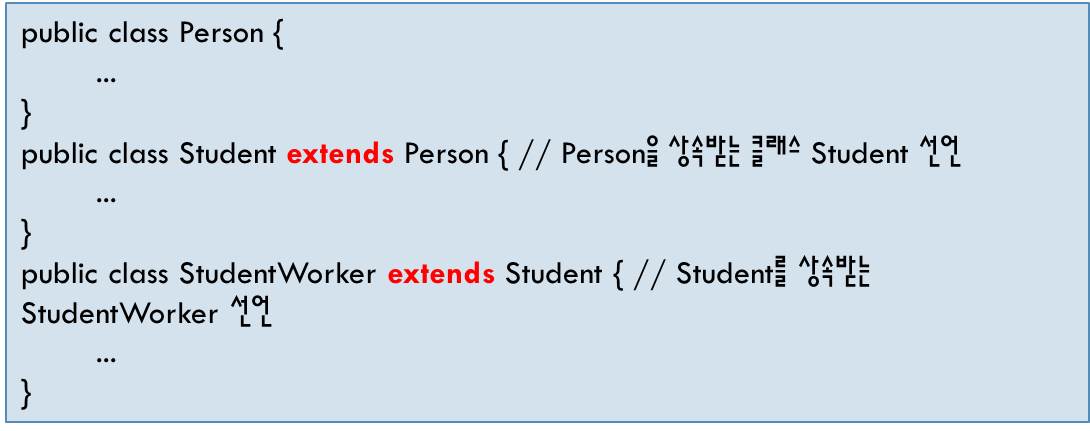 public class Person {
...
}
public class Student extends Person { // Person을 상속받는 클래스 Student 선언
...
}
public class StudentWorker extends Student { // Student를 상속받는
StudentWorker 선언
...
}